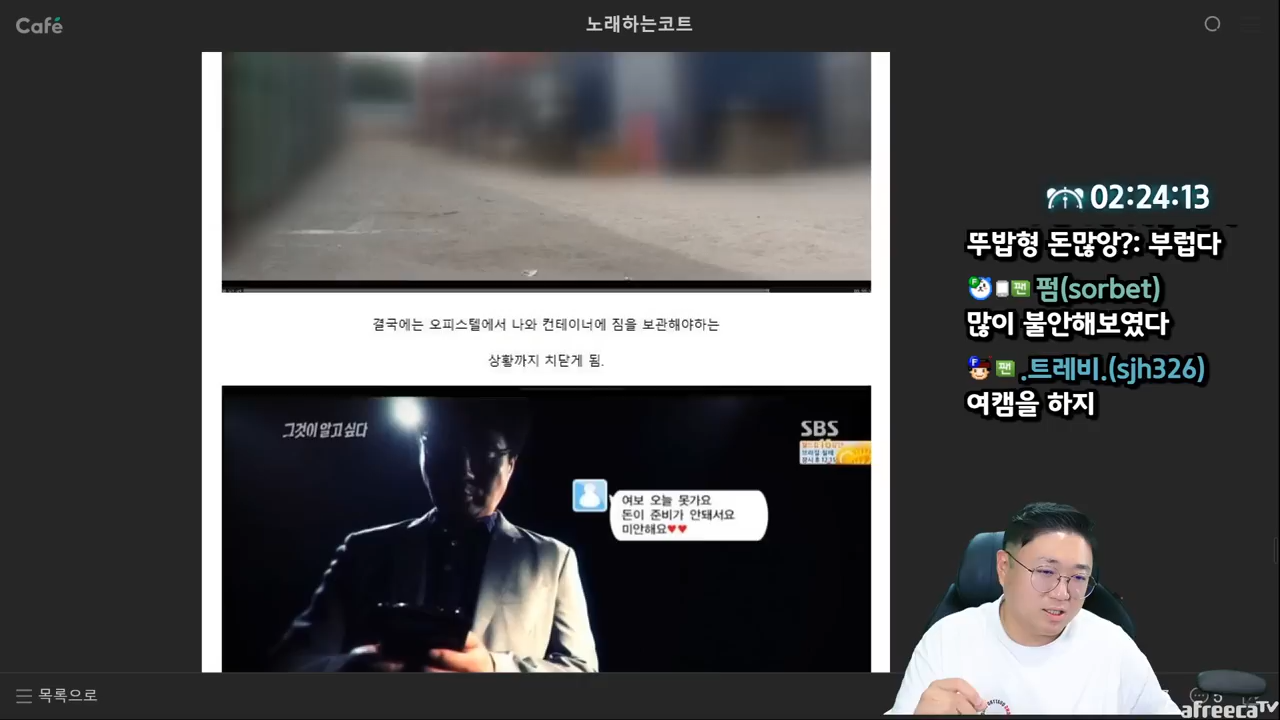 Café
노래하는코트
02:24:13
뚜밥형 돈많앙?: 부럽다
팬 펌(sorbet)
많이 불안해보였다
팬 .트레비.(sjh326)
여캠을 하지
결국에는 오피스텔에서 나와 컨테이너에 짐을 보관해야하는
상황까지 치닫게 됨.
그것이 알고 싶다
SBS
여보 오늘 못가요
돈이 준비가 안돼서요
미안해요♥♥
목록으로
5
afreecaTV